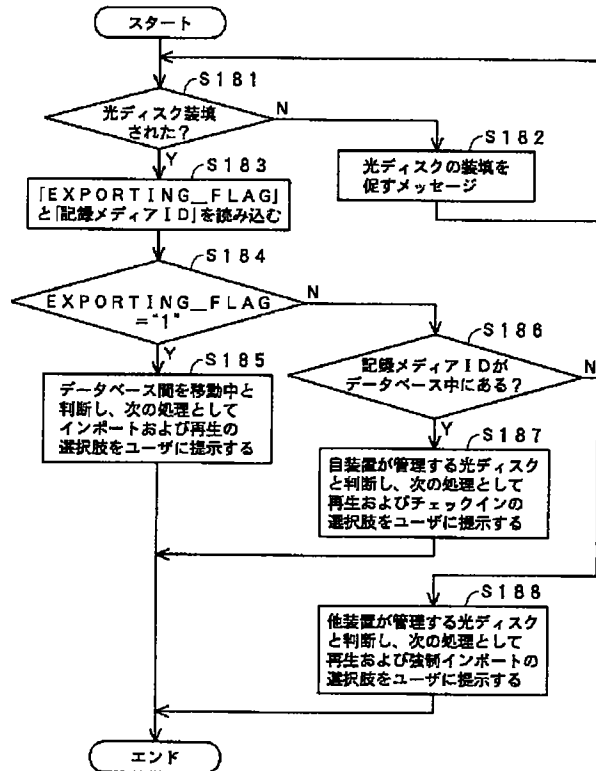 スタート
S181
光ディスク装填
された?
N
Y
S182
光ディスクの装填を
促すメッセージ
S183
「EXPORTING_FLAG」
と「記録メディアID」を読み込む
S184
EXPORTING_FLAG
="1"
N
Y
S185
データベース間を移動中と
判断し、次の処理として
インポートおよび再生の
選択肢をユーザに提示する
S186
記録メディアIDが
データベース中にある?
N
Y
S187
自装置が管理する光ディスク
と判断し、次の処理として
再生およびチェックインの
選択肢をユーザに提示する
S188
他装置が管理する光ディスク
と判断し、次の処理として
再生および強制インポートの
選択肢をユーザに提示する
エンド